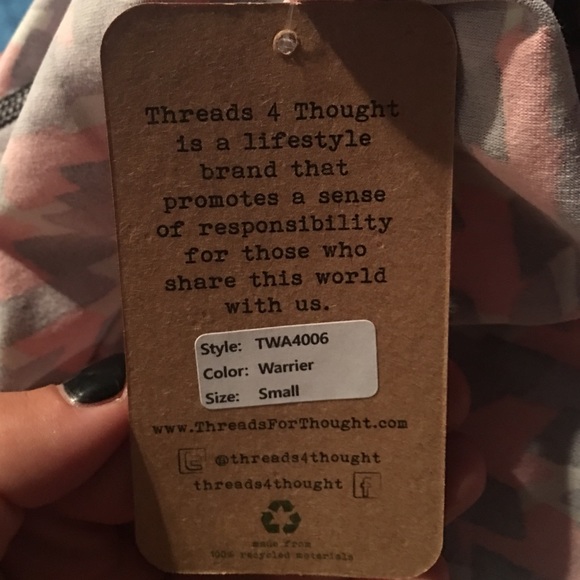 Threads 4 Thought
is a lifestyle
brand that
promotes a sense
of responsibility
for those who
share this world
with us.
Style: TWA4006
Color: Warrier
Size: Small
www.ThreadsForThought.com
@threads4thought
threads4thought f
made from
100% recycled materials